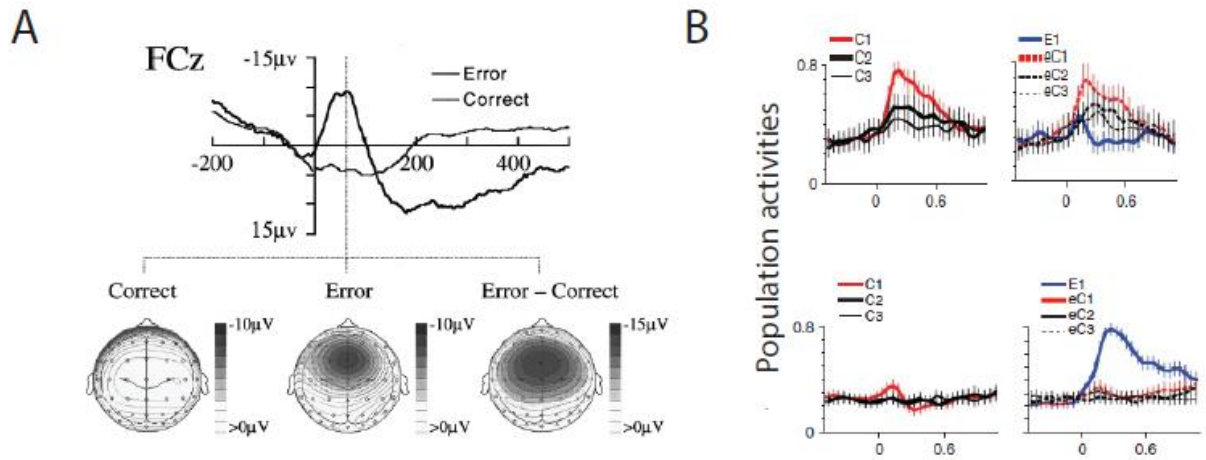 A
FCz
-15μv
Error
Correct
-200
200
400
15μv
Correct
Error
Error – Correct
-10μV
>0μV
-10μV
>0μV
-15μV
>0μV
B
Population activities
C1
C2
C3
0.8
0
0
0.6
E1
eC1
eC2
eC3
0
0.6
C1
C2
C3
0.8
0
0
0.6
E1
eC1
eC2
eC3
0
0.6